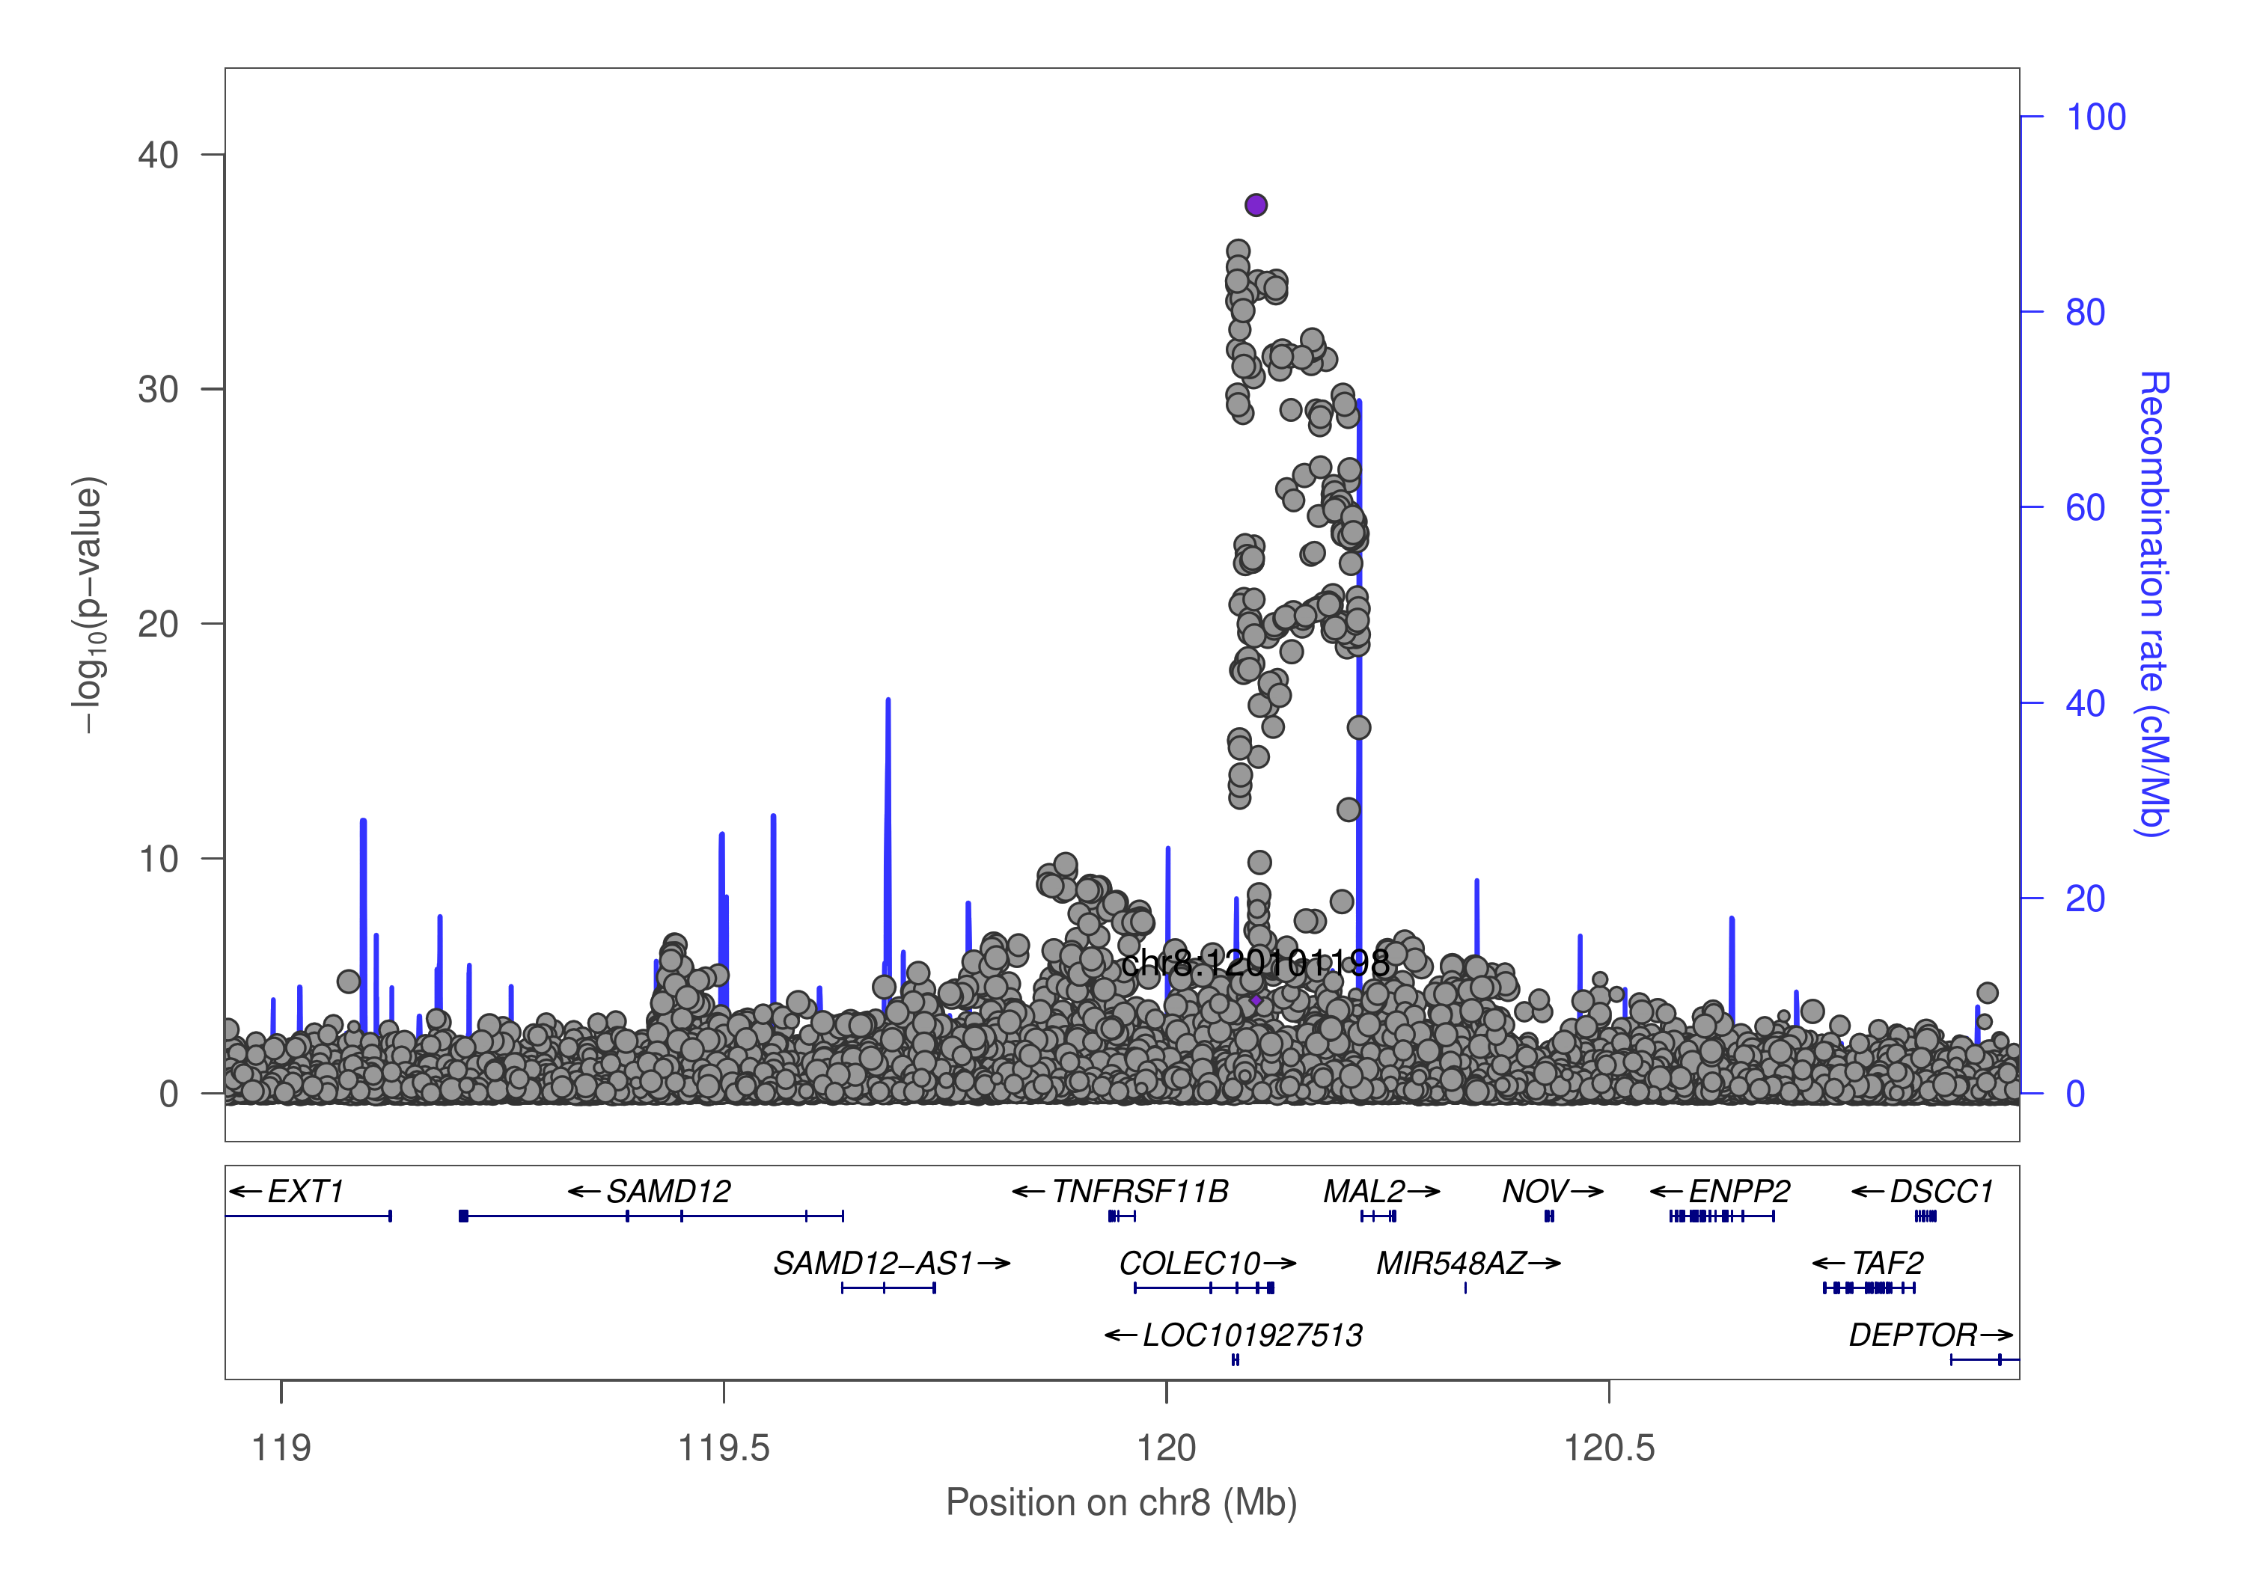 100
40
80
30
60
20
40
10
20
0
0
−log10(p−value)
Recombination rate (cM/Mb)
chr8:120101198
←EXT1
←SAMD12
←TNFRSF11B
MAL2→
NOV→
←ENPP2
←DSCC1
SAMD12−AS1→
COLEC10→
MIR548AZ→
←TAF2
←LOC101927513
DEPTOR→
119
119.5
120
120.5
Position on chr8 (Mb)